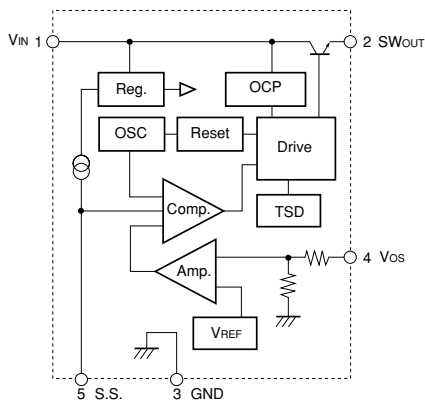 VIN 1
2 SWOUT
Reg.
OCP
OSC
Reset
Drive
Comp.
TSD
Amp.
4 VOS
VREF
5 S.S.
3 GND